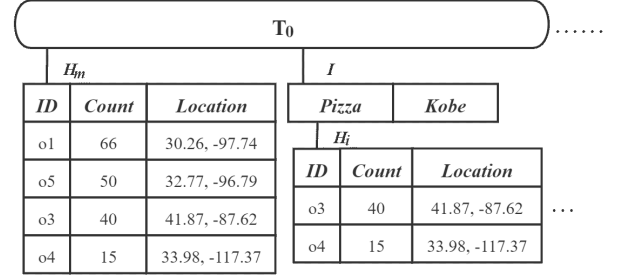 T0 ......
Hm I
ID Count Location
o1 66 30.26, -97.74
o5 50 32.77, -96.79
o3 40 41.87, -87.62
o4 15 33.98, -117.37
Pizza Kobe
Hi
ID Count Location
o3 40 41.87, -87.62
o4 15 33.98, -117.37
...